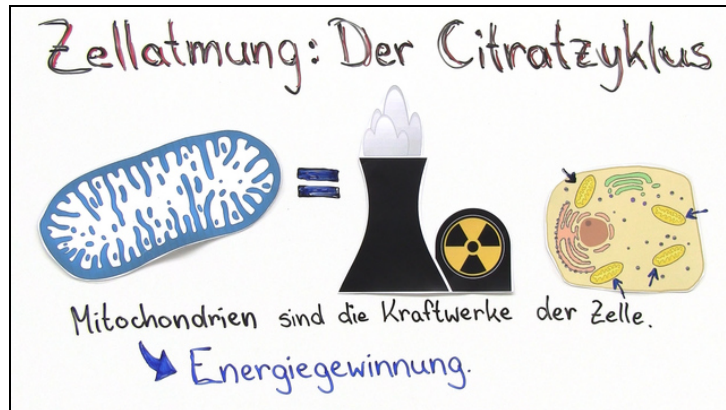 Zellatmung: Der Citratzyklus
=
Mitochondrien sind die Kraftwerke der Zelle.
Energiegewinnung.